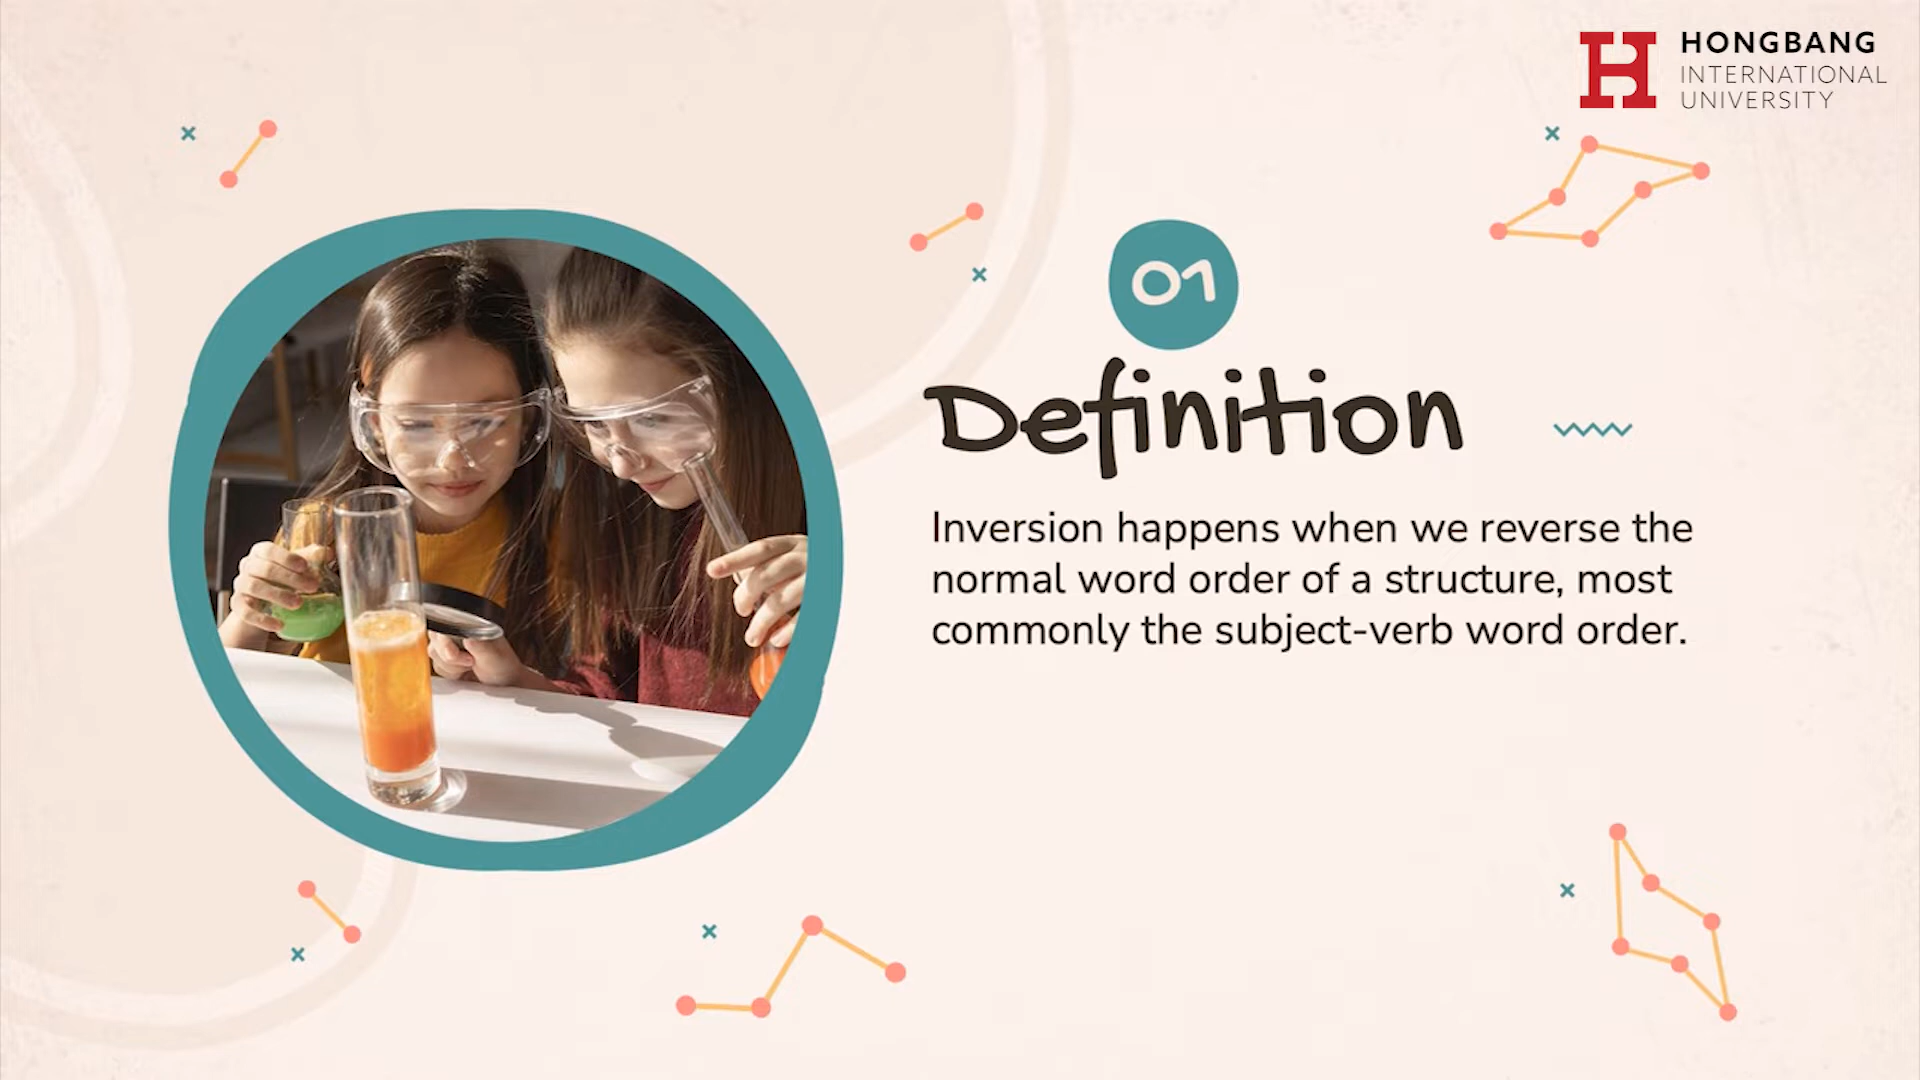 HONGBANG
INTERNATIONAL
UNIVERSITY
01
Definition
Inversion happens when we reverse the
normal word order of a structure, most
commonly the subject-verb word order.